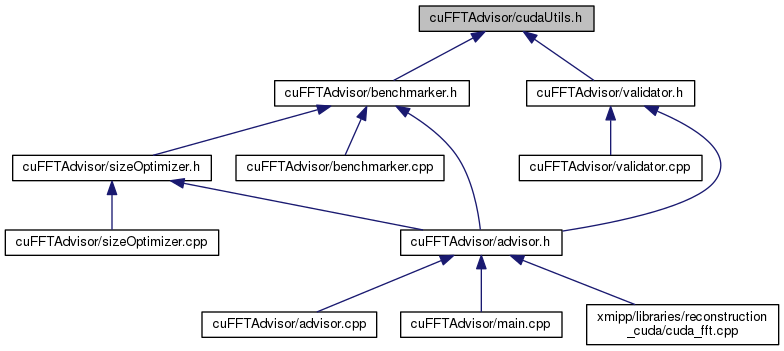 cuFFTAdvisor/cudaUtils.h
cuFFTAdvisor/benchmarker.h
cuFFTAdvisor/validator.h
cuFFTAdvisor/sizeOptimizer.h
cuFFTAdvisor/benchmarker.cpp
cuFFTAdvisor/validator.cpp
cuFFTAdvisor/sizeOptimizer.cpp
cuFFTAdvisor/advisor.h
cuFFTAdvisor/advisor.cpp
cuFFTAdvisor/main.cpp
xmipp/libraries/reconstruction
_cuda/cuda_fft.cpp